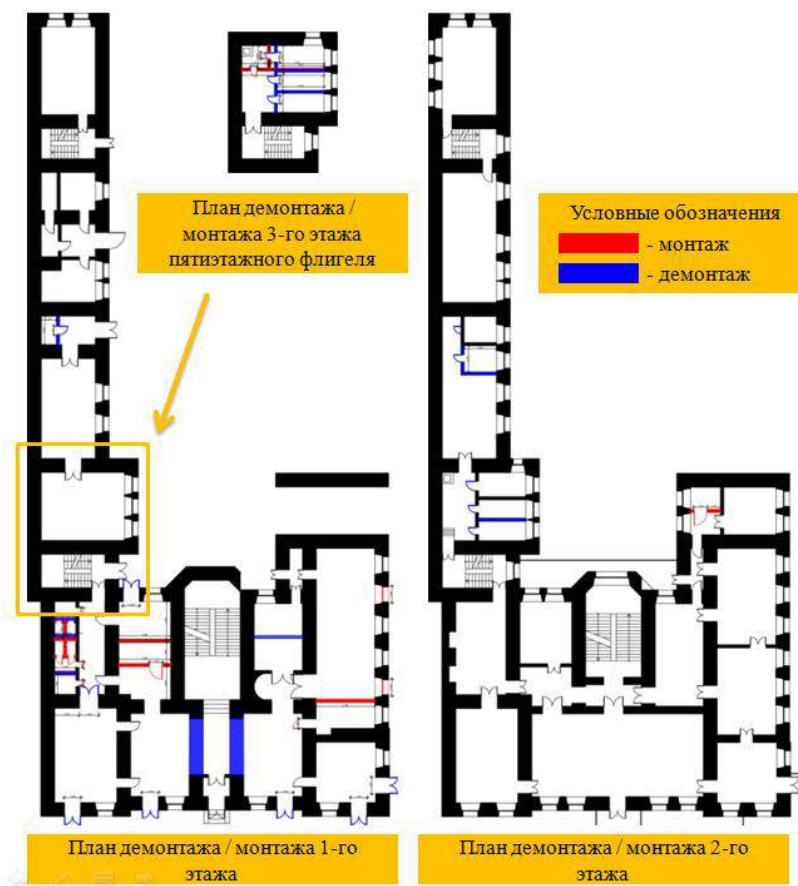 План демонтажа /
монтажа 3-го этажа
пятиэтажного флигеля
Условные обозначения
- монтаж
- демонтаж
План демонтажа / монтажа 1-го
этажа
План демонтажа / монтажа 2-го
этажа